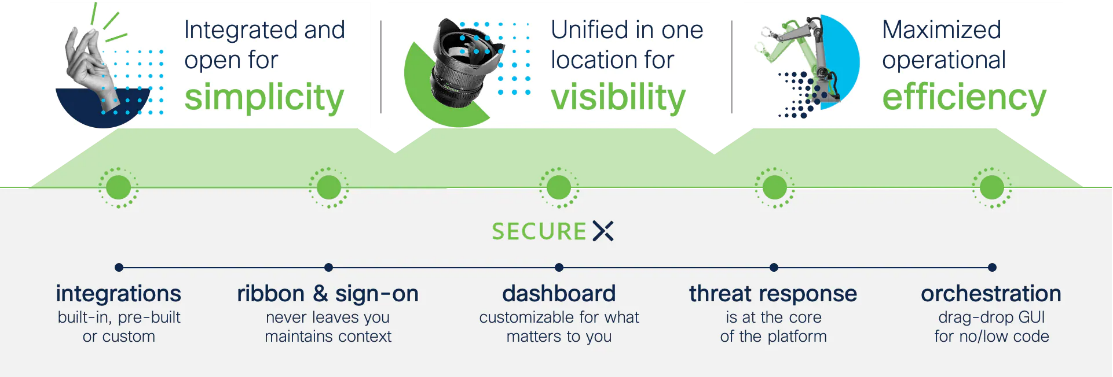 Integrated and
open for
simplicity
Unified in one
location for
visibility
Maximized
operational
efficiency
SECUREX
integrations
built-in, pre-built
or custom
ribbon & sign-on
never leaves you
maintains context
dashboard
customizable for what
matters to you
threat response
is at the core
of the platform
orchestration
drag-drop GUI
for no/low code